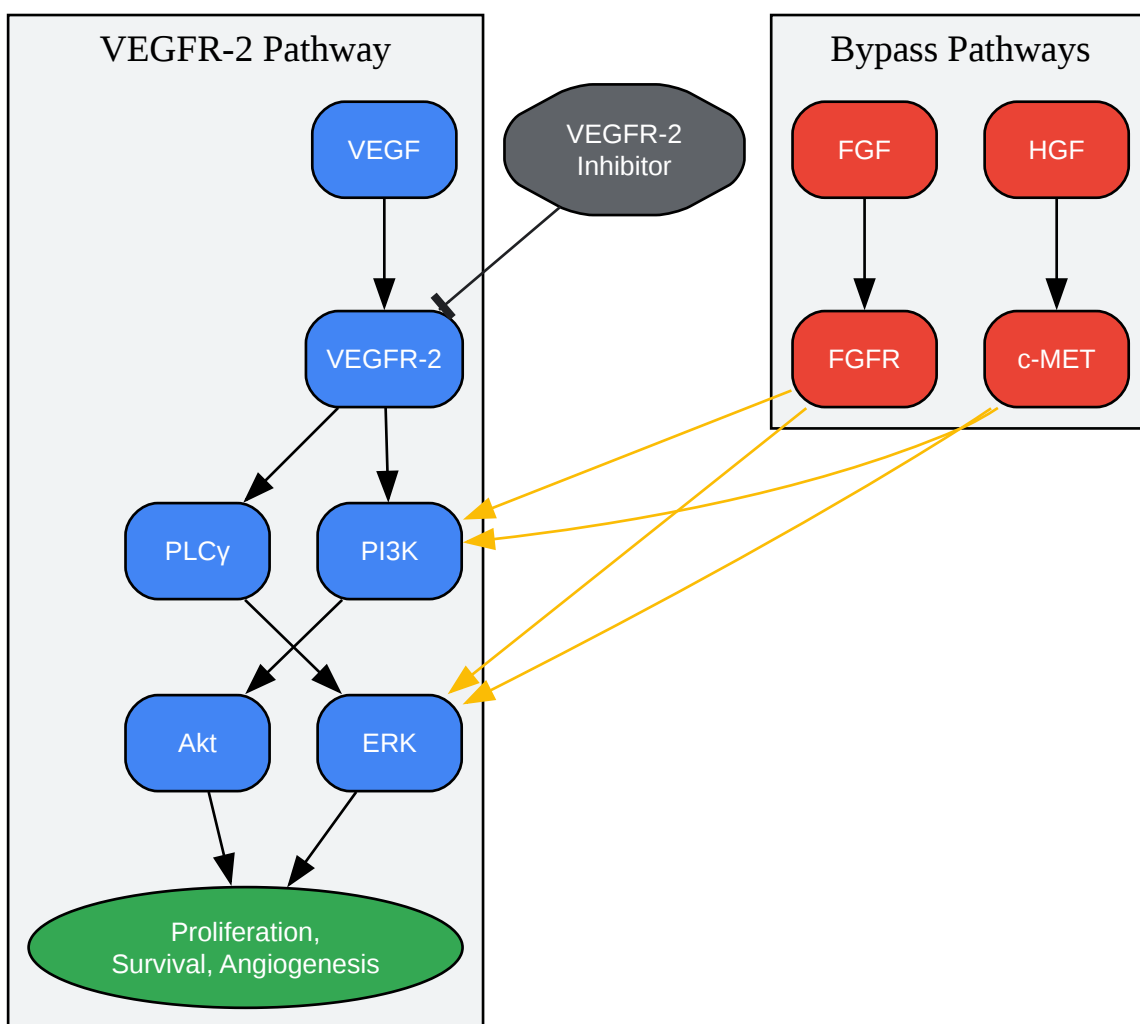 VEGFR-2 Pathway
Bypass Pathways
VEGF
VEGFR-2
Inhibitor
FGF
HGF
VEGFR-2
FGFR
c-MET
PLCγ
PI3K
Akt
ERK
Proliferation,
Survival, Angiogenesis